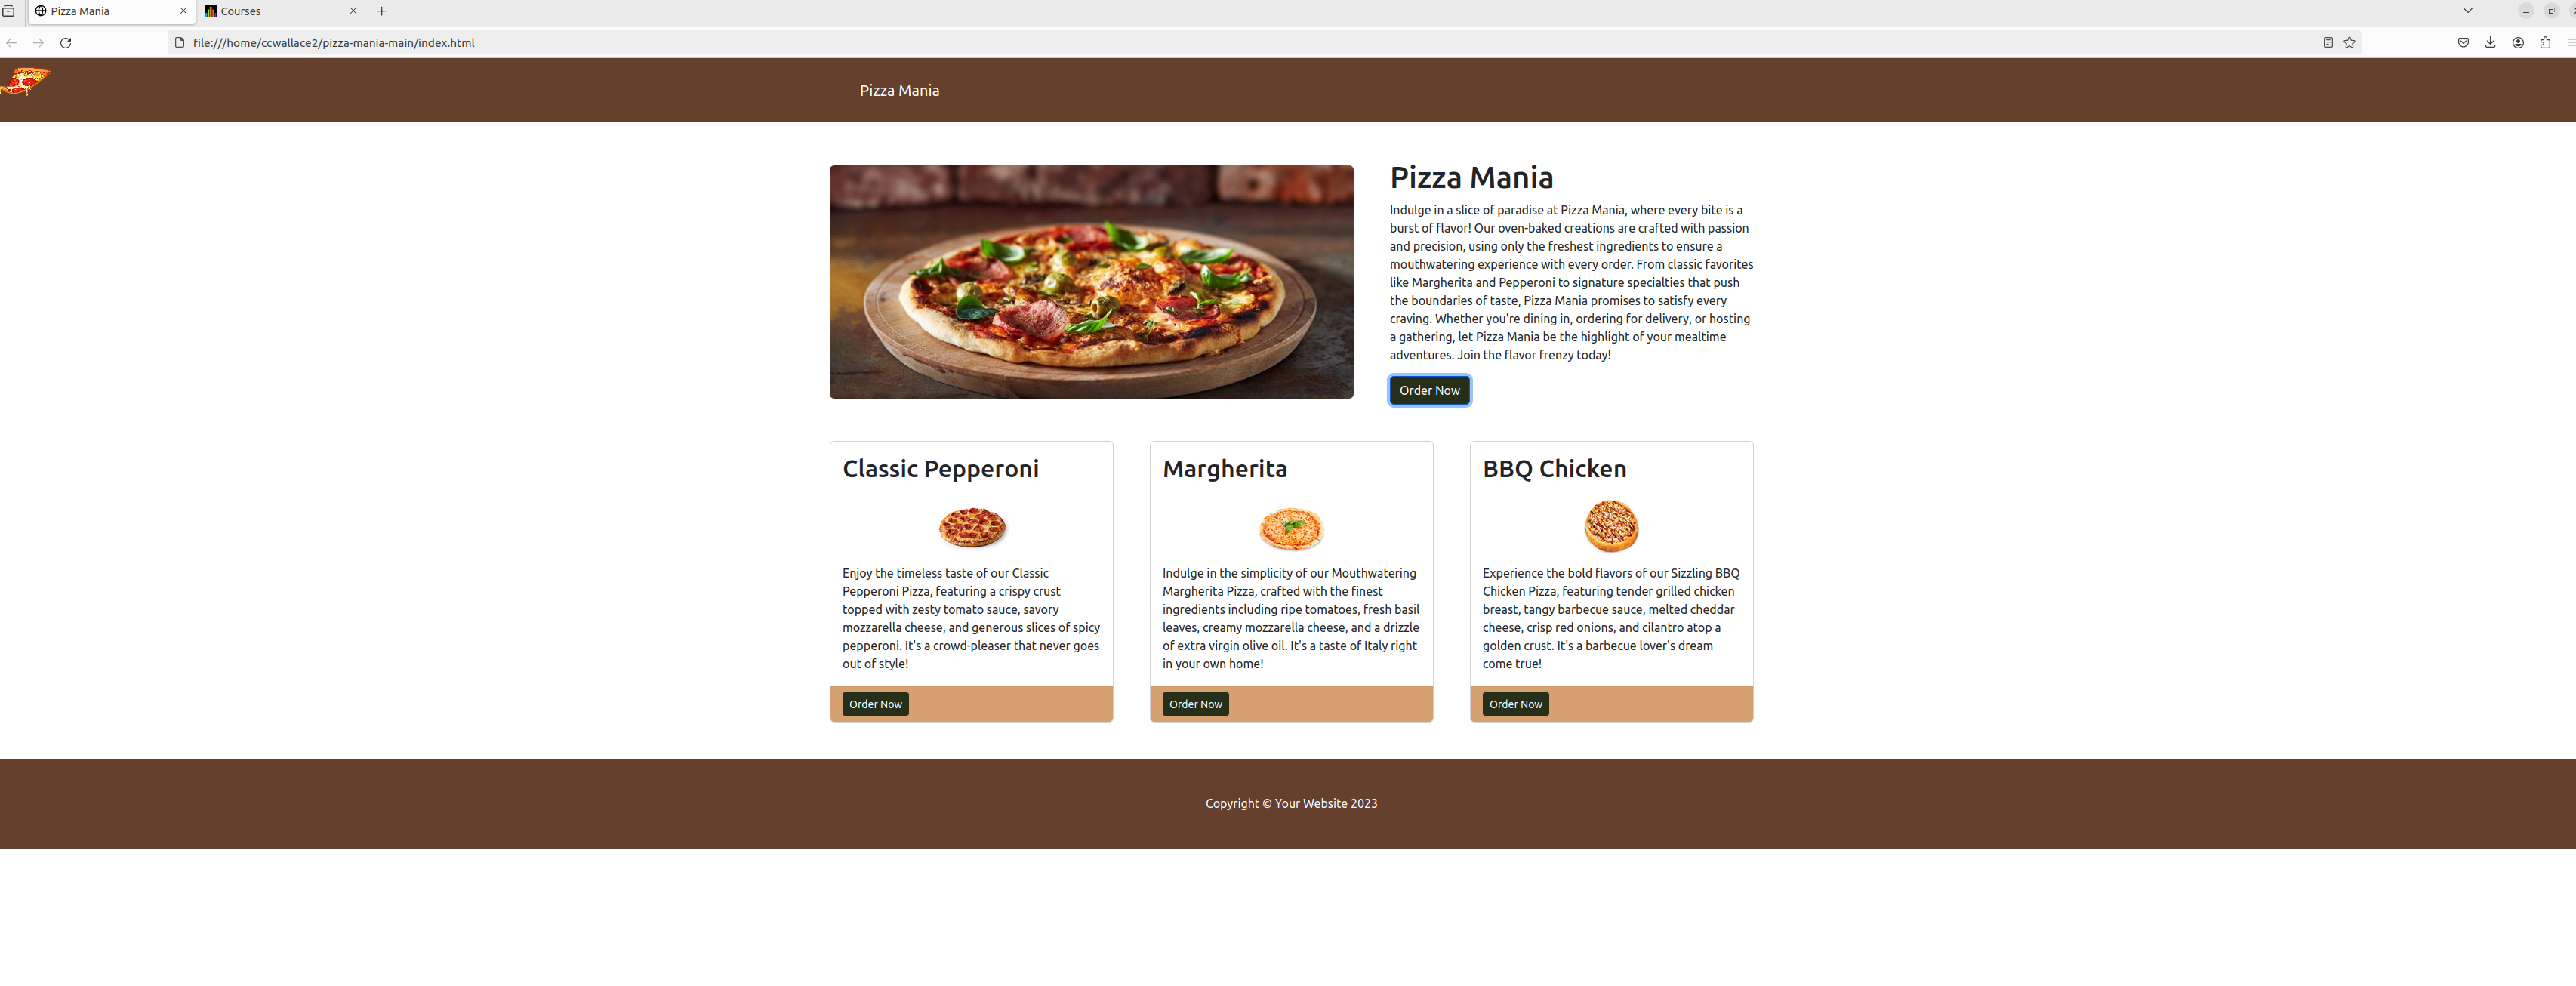 Pizza Mania
Courses
file:///home/ccwallace2/pizza-mania-main/index.html
Pizza Mania
Pizza Mania
Indulge in a slice of paradise at Pizza Mania, where every bite is a
burst of flavor! Our oven-baked creations are crafted with passion
and precision, using only the freshest ingredients to ensure a
mouthwatering experience with every order. From classic favorites
like Margherita and Pepperoni to signature specialties that push
the boundaries of taste, Pizza Mania promises to satisfy every
craving. Whether you're dining in, ordering for delivery, or hosting
a gathering, let Pizza Mania be the highlight of your mealtime
adventures. Join the flavor frenzy today!
Order Now
Classic Pepperoni
Enjoy the timeless taste of our Classic
Pepperoni Pizza, featuring a crispy crust
topped with zesty tomato sauce, savory
mozzarella cheese, and generous slices of spicy
pepperoni. It's a crowd-pleaser that never goes
out of style!
Order Now
Margherita
Indulge in the simplicity of our Mouthwatering
Margherita Pizza, crafted with the finest
ingredients including ripe tomatoes, fresh basil
leaves, creamy mozzarella cheese, and a drizzle
of extra virgin olive oil. It's a taste of Italy right
in your own home!
Order Now
BBQ Chicken
Experience the bold flavors of our Sizzling BBQ
Chicken Pizza, featuring tender grilled chicken
breast, tangy barbecue sauce, melted cheddar
cheese, crisp red onions, and cilantro atop a
golden crust. It's a barbecue lover's dream
come true!
Order Now
Copyright © Your Website 2023